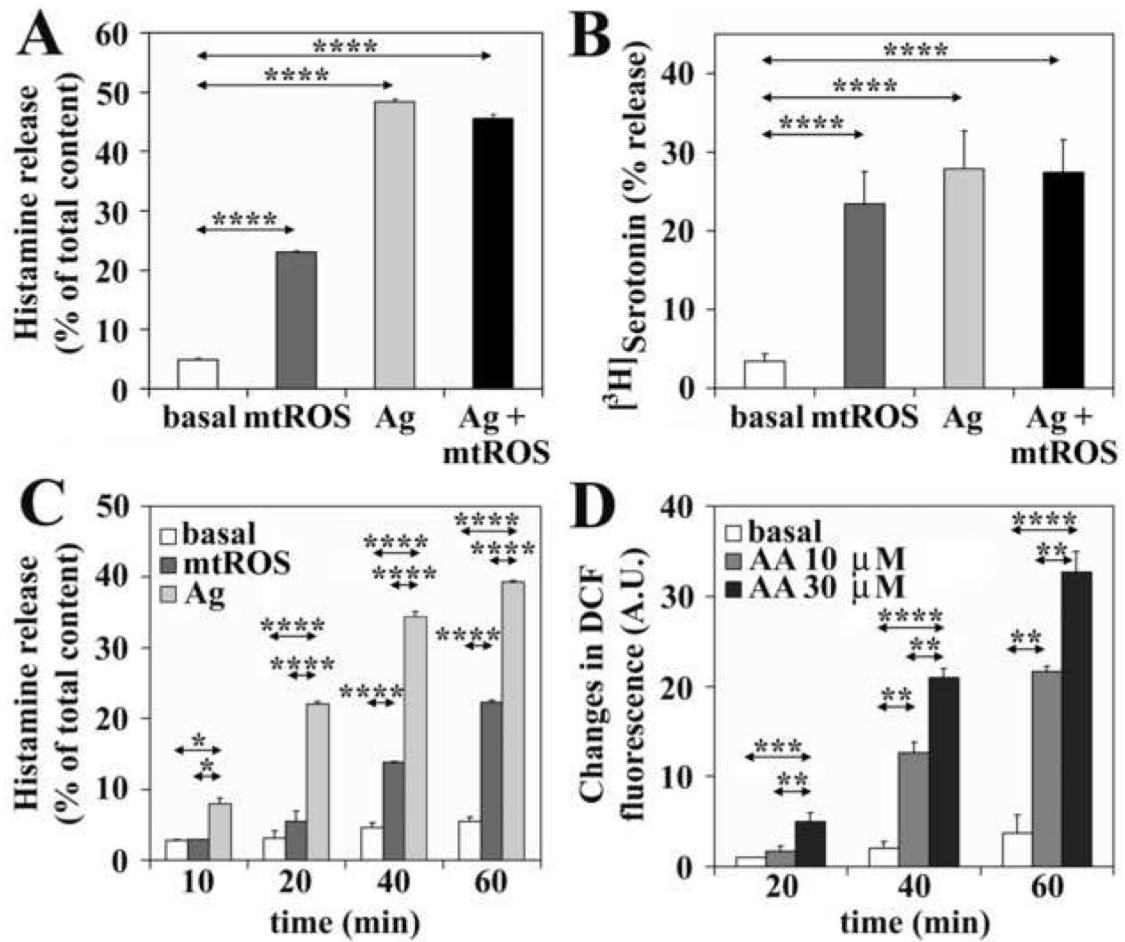 A
Histamine release
(% of total content)
60
50
40
30
20
10
0
****
****
****
basal mtROS Ag Ag +
mtROS
B
[³H]Serotonin (% release)
40
30
20
10
0
****
****
****
basal mtROS Ag Ag +
mtROS
C
Histamine release
(% of total content)
50
40
30
20
10
0
basal
mtROS
Ag
*
*
****
****
****
****
****
****
****
****
10 20 40 60
time (min)
D
Changes in DCF
fluorescence (A.U.)
40
30
20
10
0
basal
AA 10 μM
AA 30 μM
***
**
****
**
**
****
**
**
20 40 60
time (min)